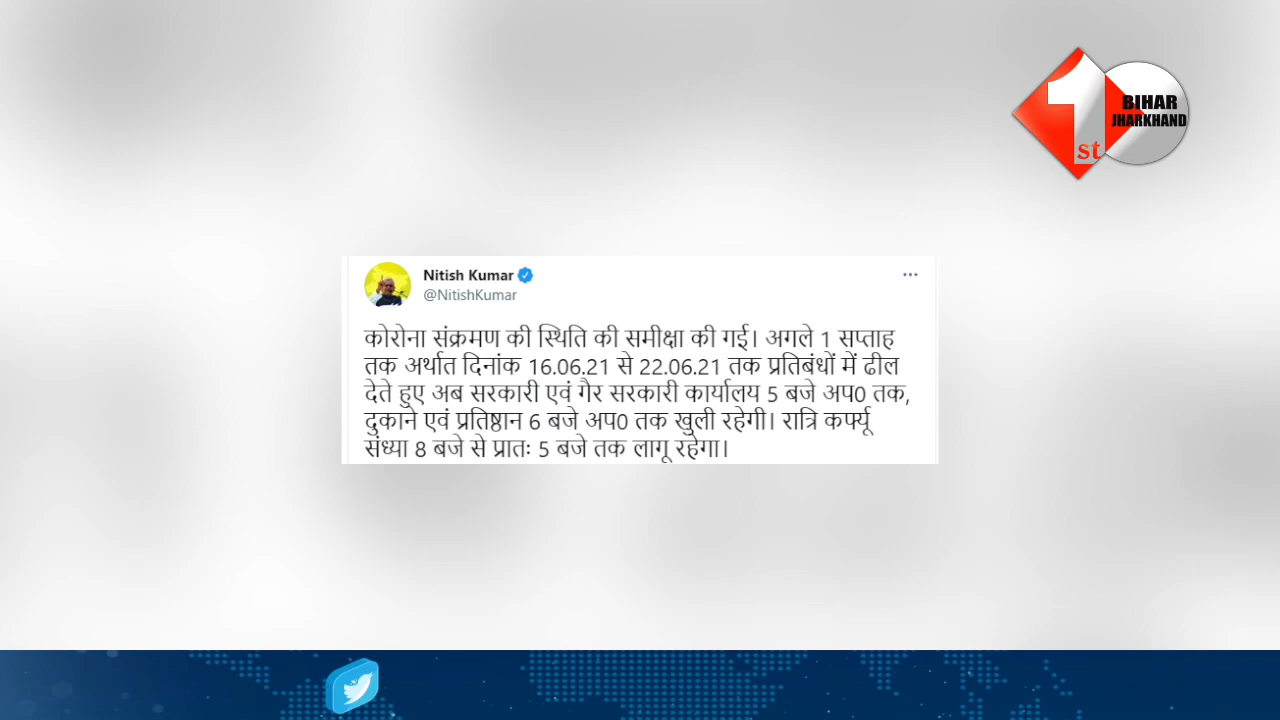 1st
BIHAR
JHARKHAND
Nitish Kumar
@NitishKumar
कोरोना संक्रमण की स्थिति की समीक्षा की गई। अगले 1 सप्ताह
तक अर्थात दिनांक 16.06.21 से 22.06.21 तक प्रतिबंधों में ढील
देते हुए अब सरकारी एवं गैर सरकारी कार्यालय 5 बजे अप0 तक,
दुकाने एवं प्रतिष्ठान 6 बजे अप0 तक खुली रहेगी। रात्रि कर्फ्यू
संध्या 8 बजे से प्रातः 5 बजे तक लागू रहेगा।